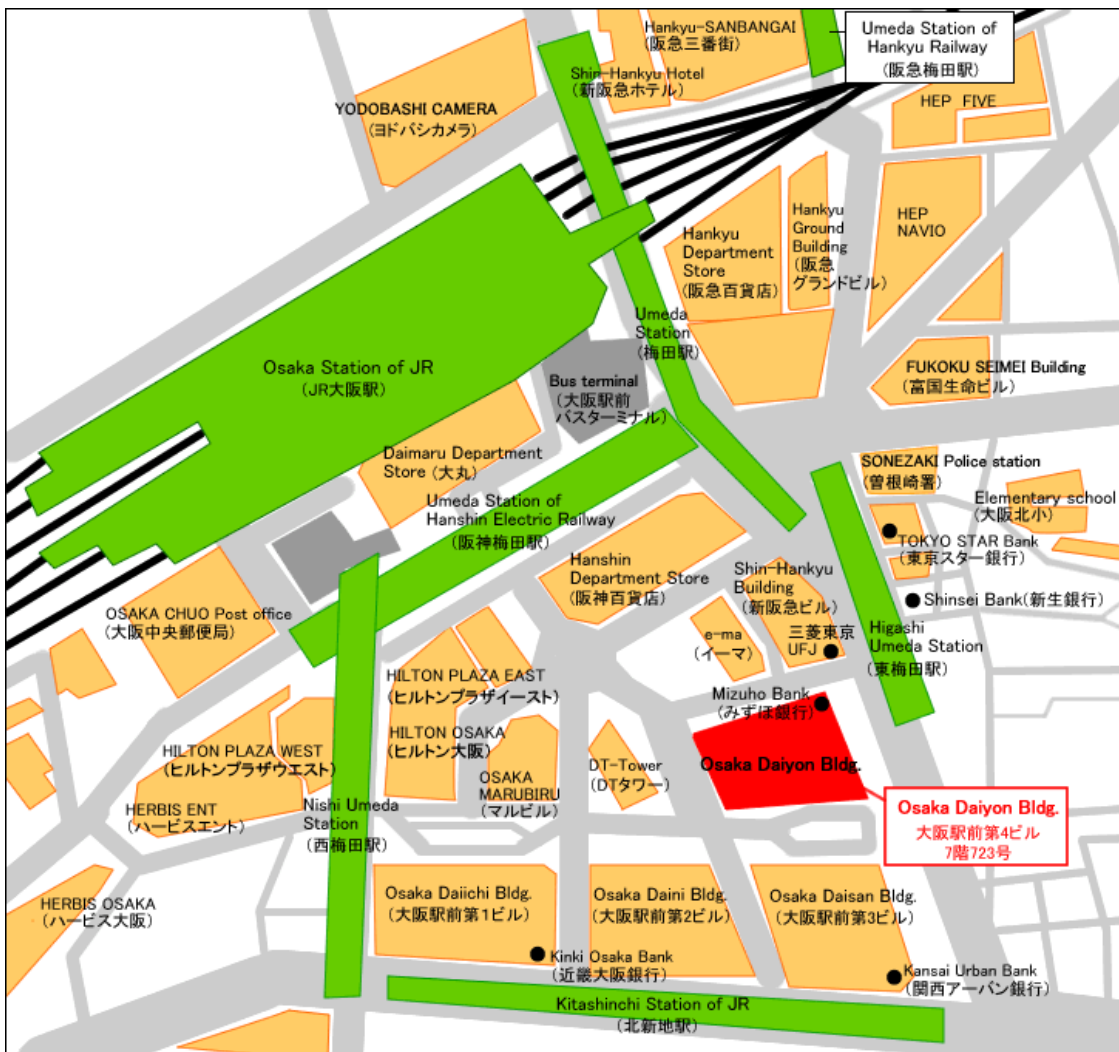 Hankyu-SANBANGAI
(阪急三番街)
Umeda Station of
Hankyu Railway
(阪急梅田駅)
Shin-Hankyu Hotel
(新阪急ホテル)
YODOBASHI CAMERA
(ヨドバシカメラ)
HEP FIVE
HEP
NAVIO
Hankyu
Ground
Building
(阪急
グランドビル)
Hankyu
Department
Store
(阪急百貨店)
Umeda
Station
(梅田駅)
Osaka Station of JR
(JR大阪駅)
FUKOKU SEIMEI Building
(富国生命ビル)
Bus terminal
(大阪駅前
バスターミナル)
Daimaru Department
Store (大丸)
SONEZAKI Police station
(曽根崎署)
Elementary school
(大阪北小)
Umeda Station of
Hanshin Electric Railway
(阪神梅田駅)
TOKYO STAR Bank
(東京スター銀行)
Hanshin
Department Store
(阪神百貨店)
Shin-Hankyu
Building
(新阪急ビル)
Shinsei Bank(新生銀行)
OSAKA CHUO Post office
(大阪中央郵便局)
e-ma
(イーマ)
三菱東京
UFJ
Higashi
Umeda Station
(東梅田駅)
HILTON PLAZA EAST
(ヒルトンプラザイースト)
Mizuho Bank
(みずほ銀行)
HILTON OSAKA
(ヒルトン大阪)
HILTON PLAZA WEST
(ヒルトンプラザウエスト)
DT-Tower
(DTタワー)
Osaka Daiyon Bldg.
OSAKA
MARUBIRU
(マルビル)
HERBIS ENT
(ハービスエント)
Nishi Umeda
Station
(西梅田駅)
Osaka Daiyon Bldg.
大阪駅前第4ビル
7階723号
HERBIS OSAKA
(ハービス大阪)
Osaka Daiichi Bldg.
(大阪駅前第1ビル)
Osaka Daini Bldg.
(大阪駅前第2ビル)
Osaka Daisan Bldg.
(大阪駅前第3ビル)
Kinki Osaka Bank
(近畿大阪銀行)
Kansai Urban Bank
(関西アーバン銀行)
Kitashinchi Station of JR
(北新地駅)